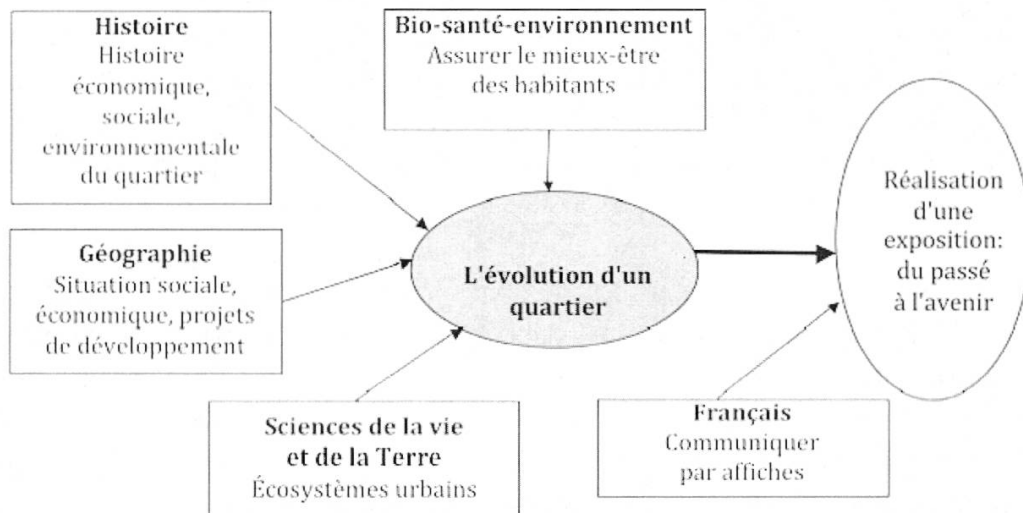 Histoire
Histoire
économique,
sociale,
environnementale
du quartier
Bio-santé-environnement
Assurer le mieux-être
des habitants
Géographie
Situation sociale,
économique, projets
de développement
L'évolution d'un
quartier
Réalisation
d'une
exposition:
du passé
à l'avenir
Sciences de la vie
et de la Terre
Écosystèmes urbains
Français
Communiquer
par affiches